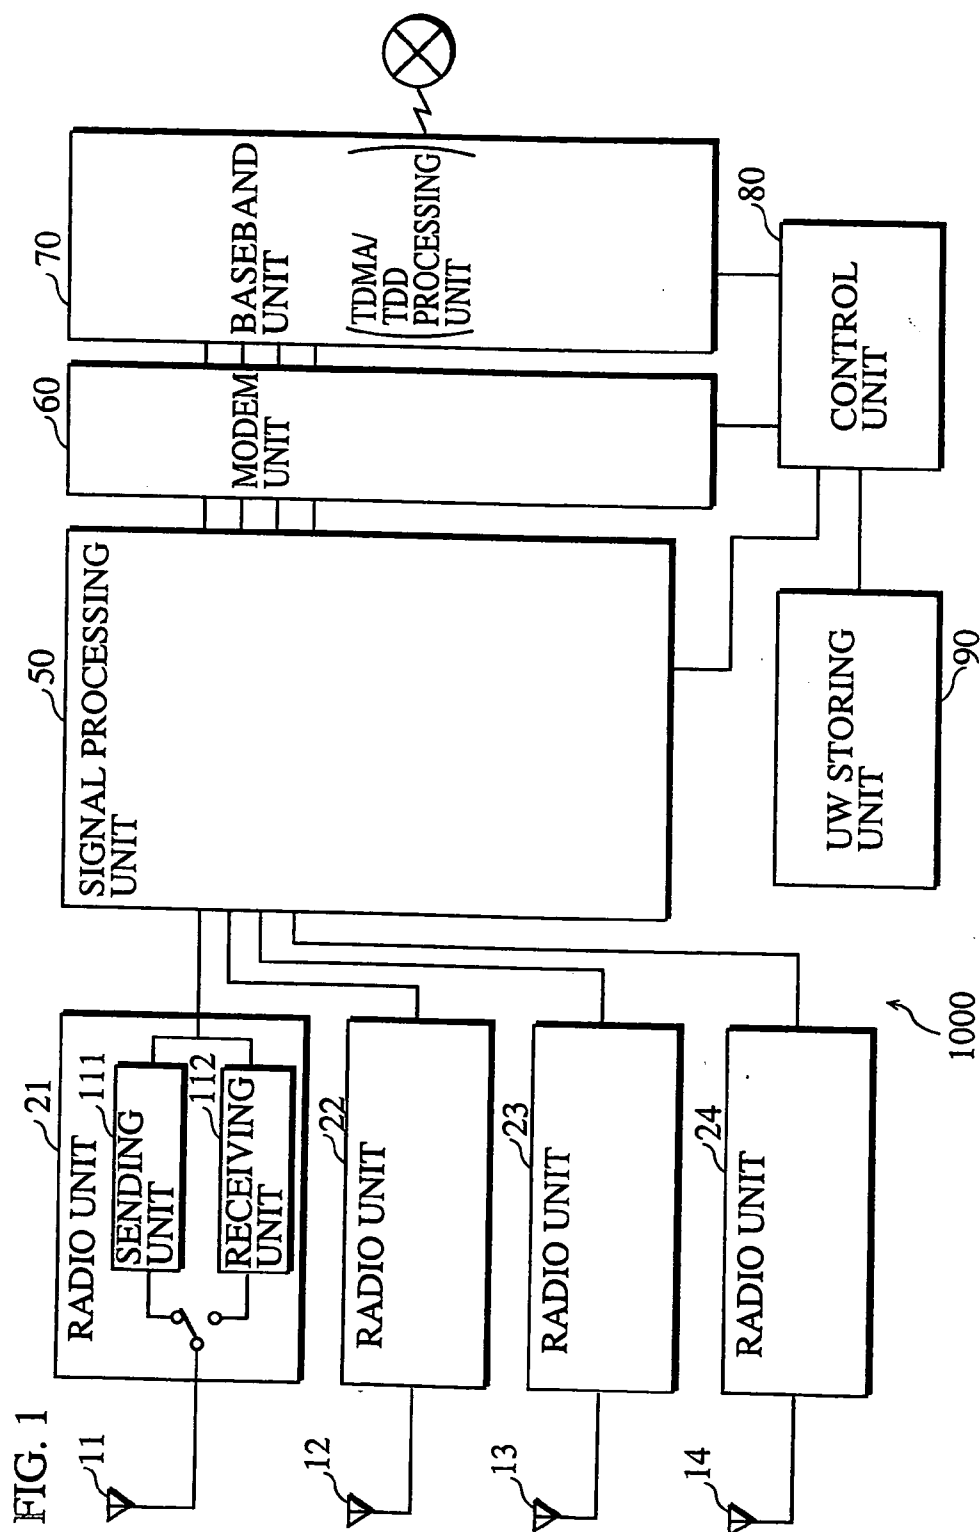 FIG. 1
11
12
13
14
21
RADIO UNIT
111
SENDING
UNIT
112
RECEIVING
UNIT
22
RADIO UNIT
23
RADIO UNIT
24
RADIO UNIT
1000
50
SIGNAL PROCESSING
UNIT
60
MODEM
UNIT
70
BASEBAND
UNIT
(TDMA/
TDD
PROCESSING
UNIT)
80
CONTROL
UNIT
UW STORING
UNIT
90